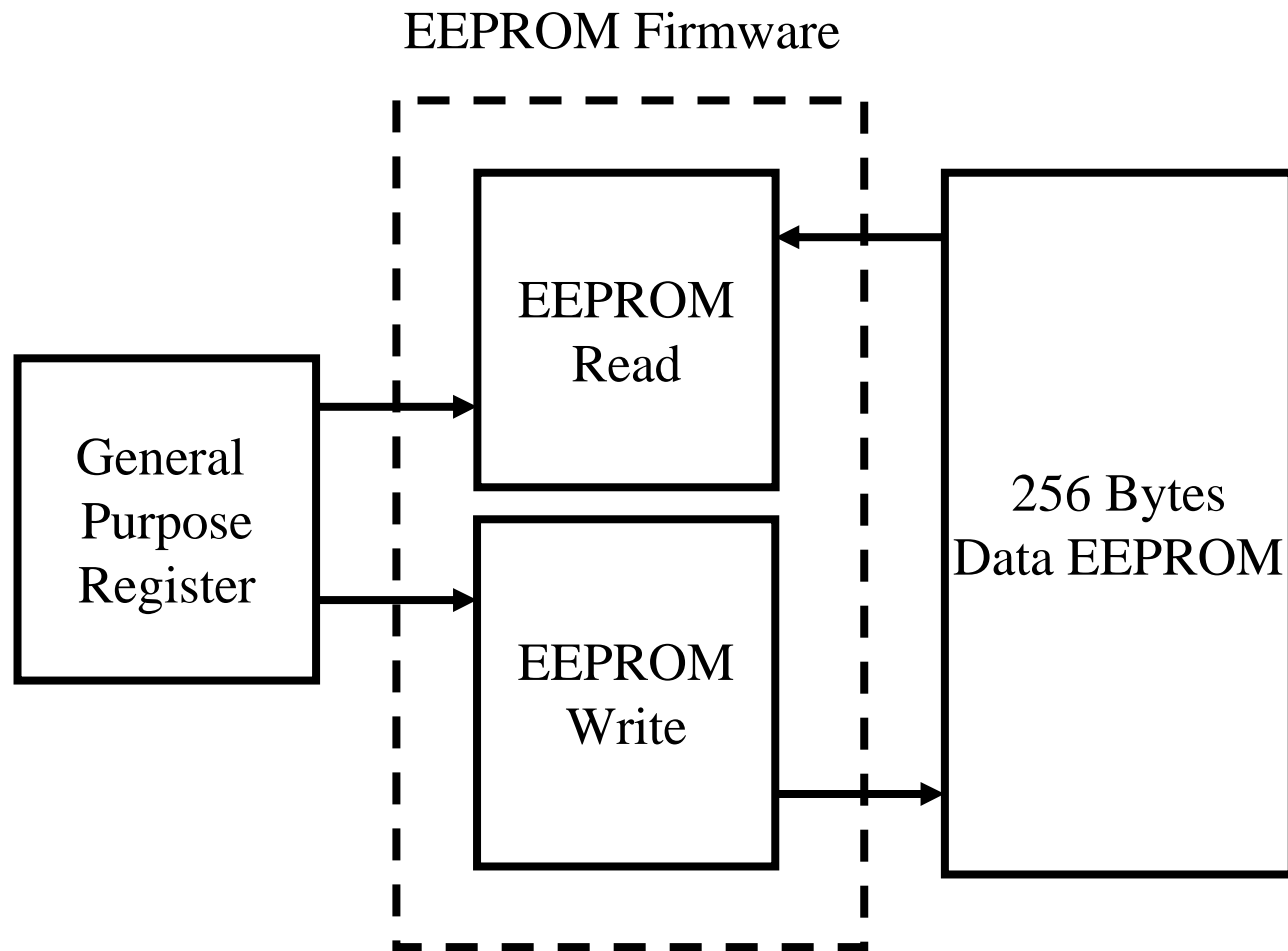 EEPROM Firmware
EEPROM
Read
General
Purpose
Register
256 Bytes
Data EEPROM
EEPROM
Write